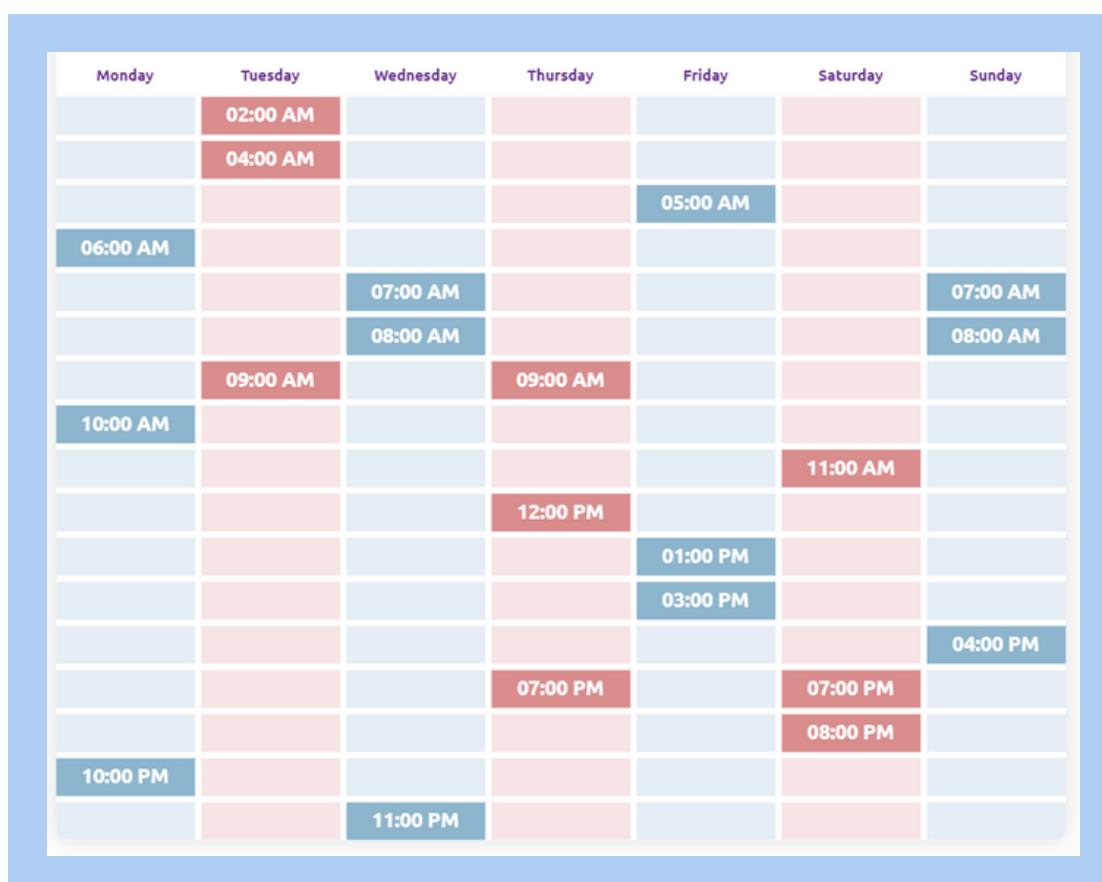 Monday Tuesday Wednesday Thursday Friday Saturday Sunday
02:00 AM
04:00 AM
05:00 AM
06:00 AM
07:00 AM 07:00 AM
08:00 AM 08:00 AM
09:00 AM 09:00 AM
10:00 AM
11:00 AM
12:00 PM
01:00 PM
03:00 PM
04:00 PM
07:00 PM 07:00 PM
08:00 PM
10:00 PM
11:00 PM